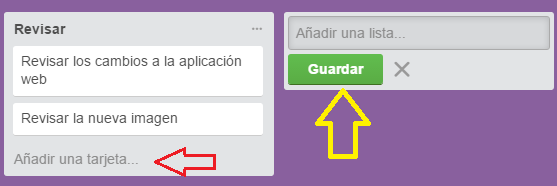 Revisar
Revisar los cambios a la aplicación
web
Revisar la nueva imagen
Añadir una tarjeta...
Añadir una lista...
Guardar